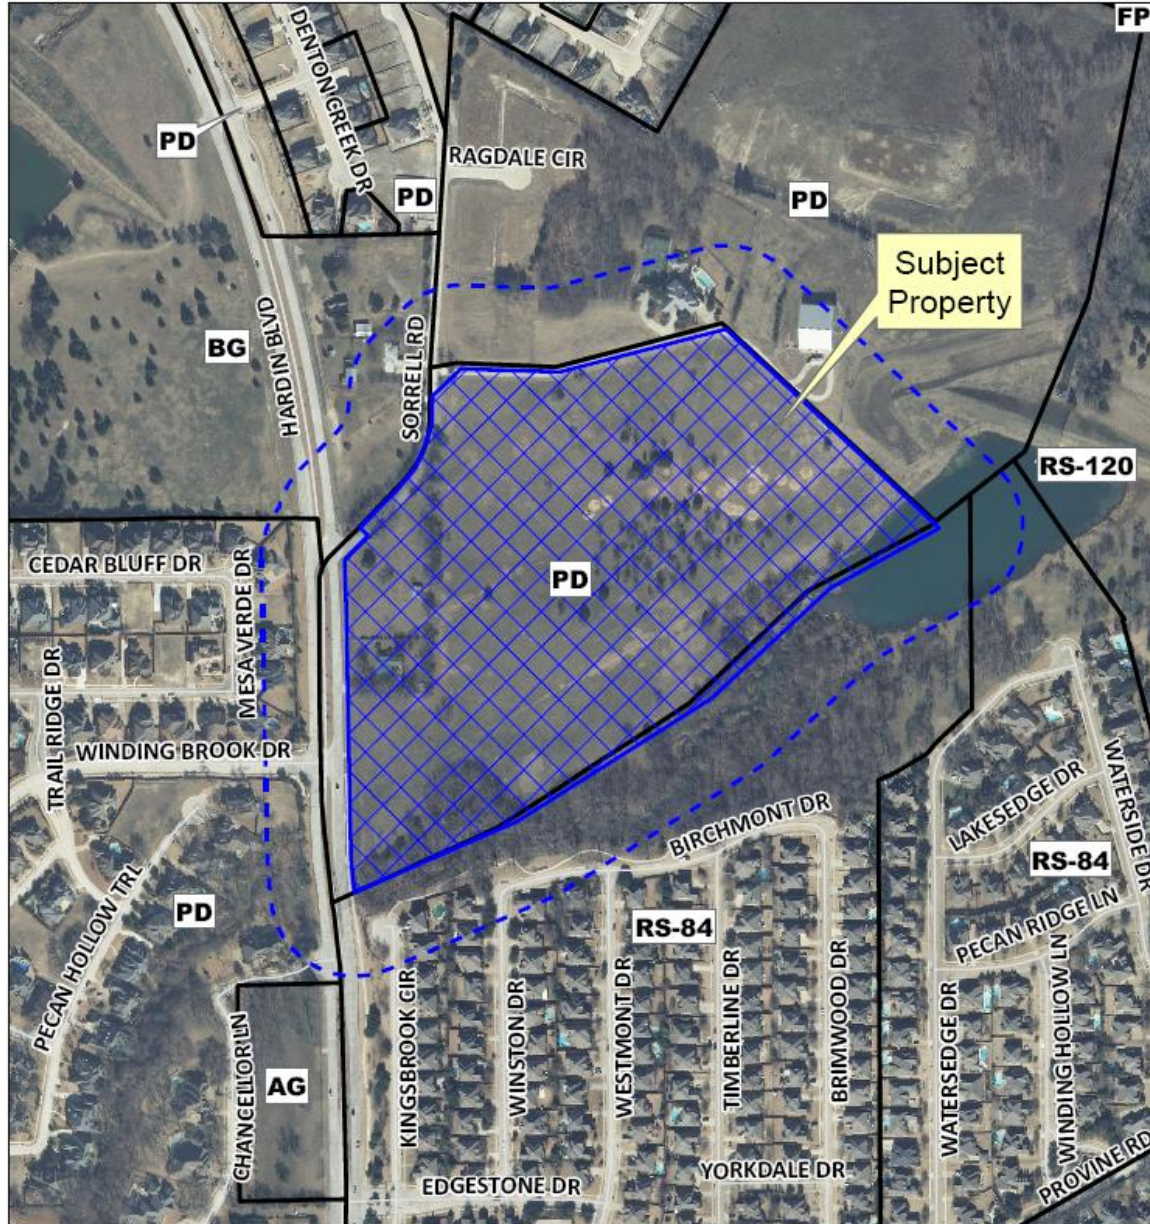 FP
DENTON CREEK DR
PD
RAGDALE CIR
PD
PD
Subject
Property
HARDIN BLVD
BG
SORRELL RD
RS-120
CEDAR BLUFF DR
MESA VERDE DR
PD
TRAIL RIDGE DR
WINDING BROOK DR
WATERSIDE DR
LAKESEDGE DR
BIRCHMONT DR
RS-84
PECAN HOLLOW TRL
PD
RS-84
PECAN RIDGE LN
KINGSBROOK CIR
WINSTON DR
WESTMONT DR
TIMBERLINE DR
BRIMWOOD DR
WATERSEDGE DR
WINDINGHOLLOW LN
CHANCELLOR LN
AG
EDGESTONE DR
YORKDALE DR
PROVINE RD